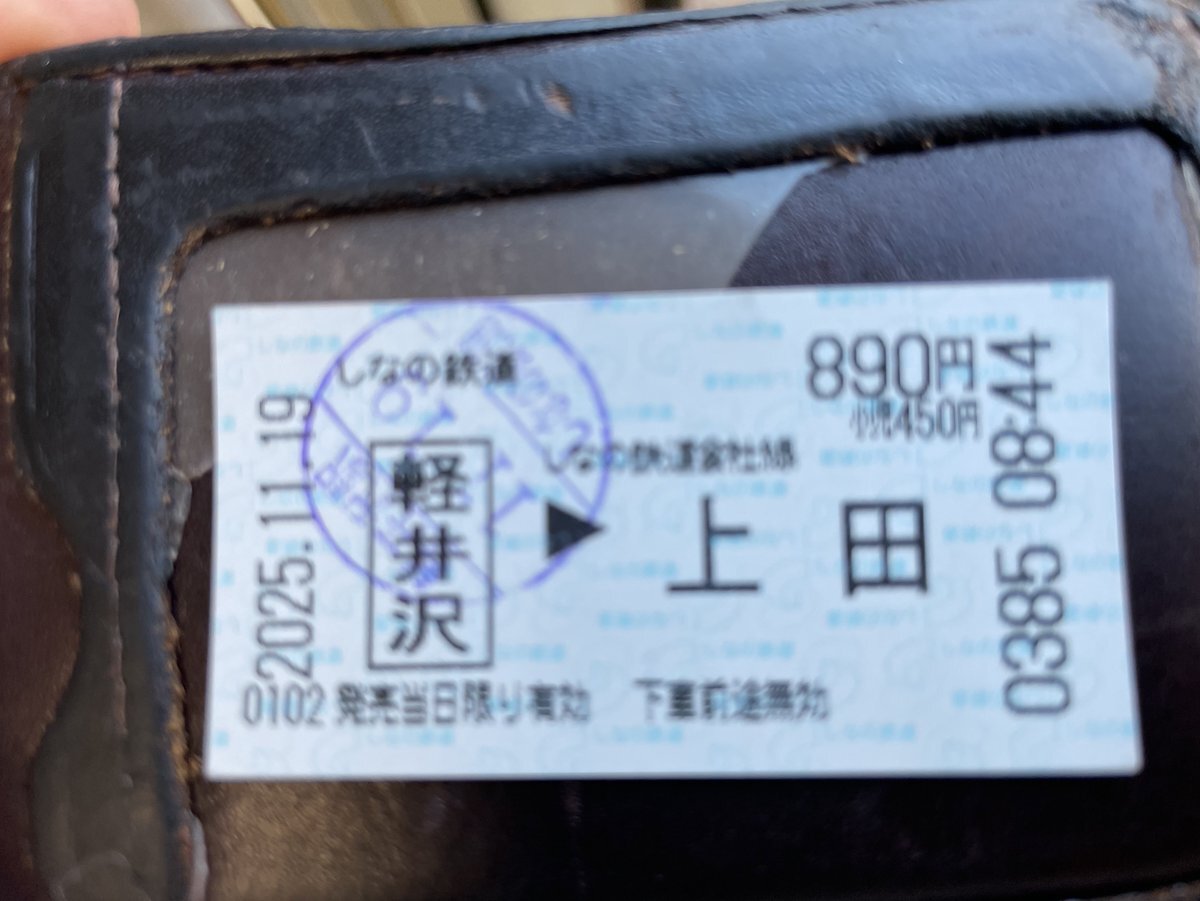 しなの鉄道
890円
小児450円
しなの鉄道会社線
軽井沢
▶
上田
2025.11.19
0102 発売当日限り有効 下車前途無効
0385 08:44